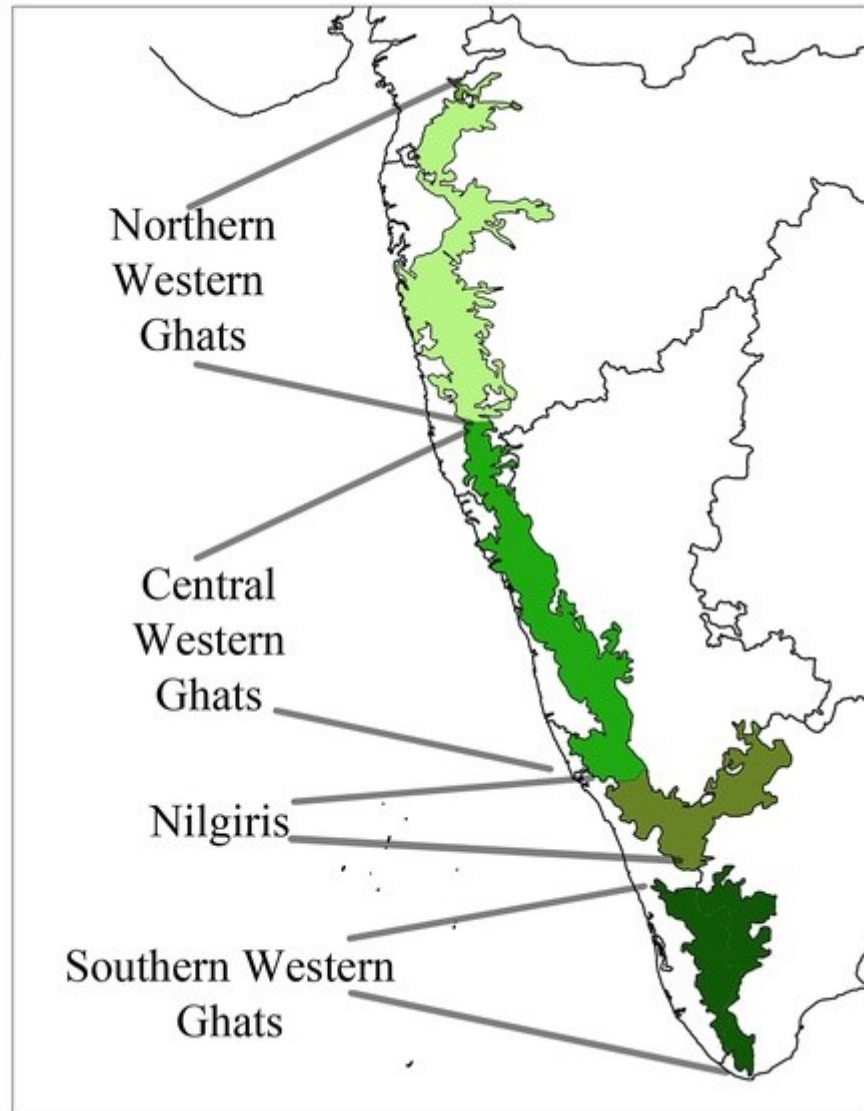 Northern
Western
Ghats
Central
Western
Ghats
Nilgiris
Southern Western
Ghats